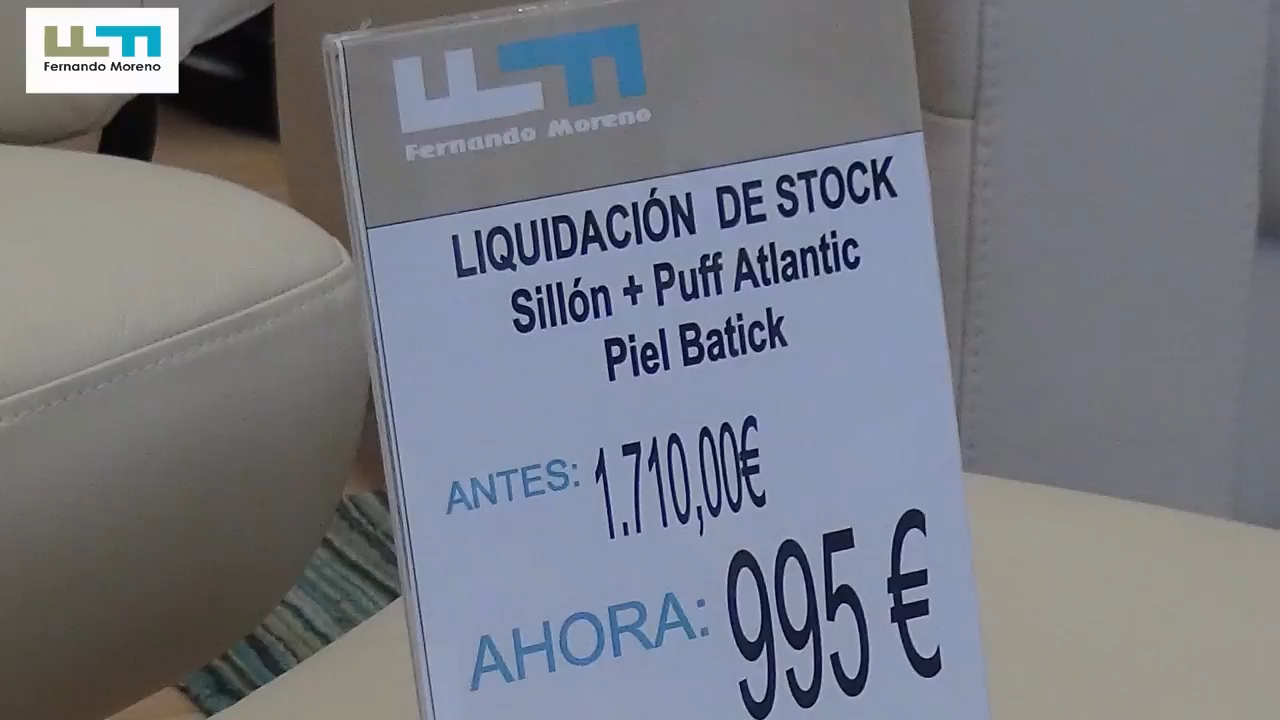 Fernando Moreno
Fernando Moreno
LIQUIDACIÓN DE STOCK
Sillón + Puff Atlantic
Piel Batick
ANTES: 1.710,00€
AHORA: 995 €